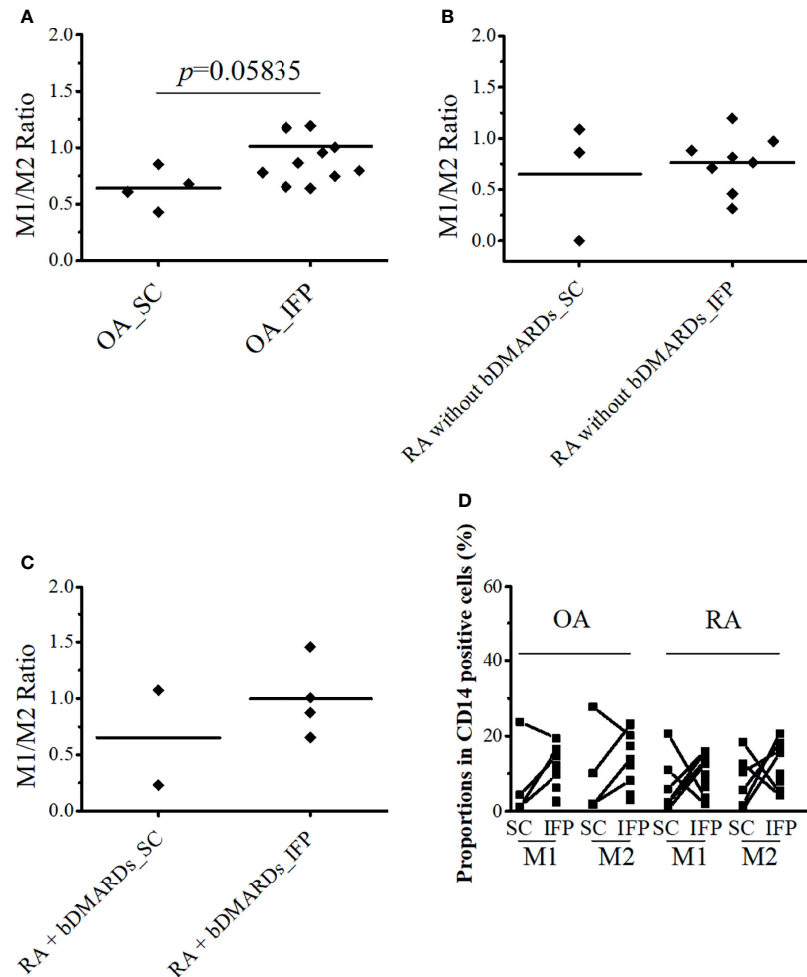 A
p=0.05835
M1/M2 Ratio
2.0
1.5
1.0
0.5
0.0
OA_SC
OA_IFP
B
M1/M2 Ratio
2.0
1.5
1.0
0.5
0.0
RA without bDMARDs_SC
RA without bDMARDs_IFP
C
M1/M2 Ratio
2.0
1.5
1.0
0.5
0.0
RA + bDMARDs_SC
RA + bDMARDs_IFP
D
Proportions in CD14 positive cells (%)
60
40
20
0
OA
RA
SC IFP SC IFP SC IFP SC IFP
M1 M2 M1 M2